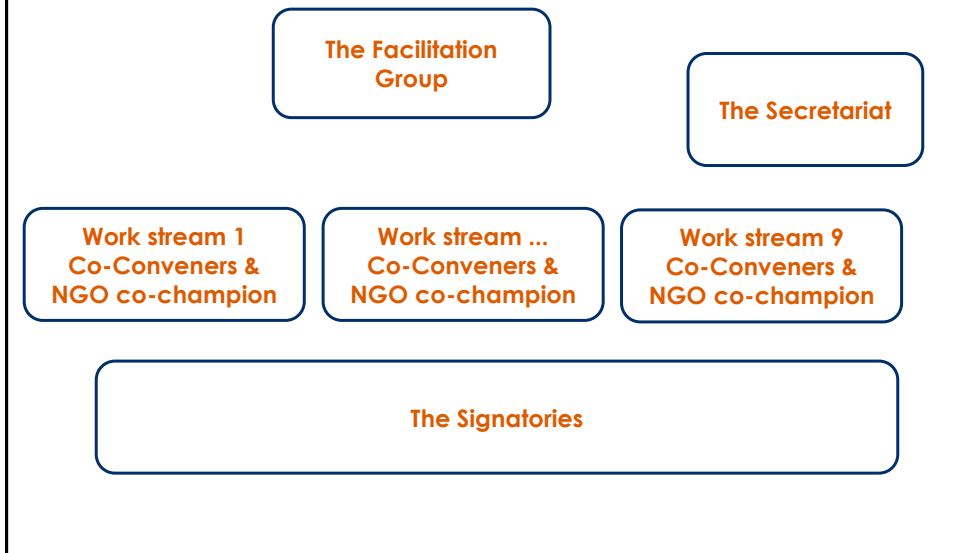 The Facilitation
Group
The Secretariat
Work stream 1
Co-Conveners &
NGO co-champion
Work stream ...
Co-Conveners &
NGO co-champion
Work stream 9
Co-Conveners &
NGO co-champion
The Signatories